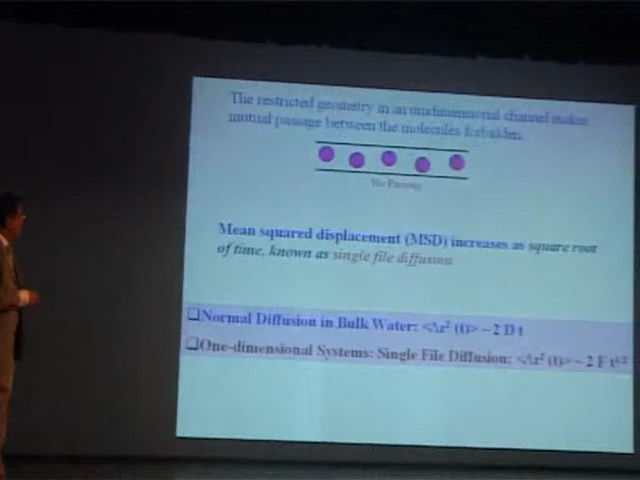 The restricted geometry in an unidimensional channel makes
mutual passage between the molecules forbidden.
No Passing
Mean squared displacement (MSD) increases as square root
of time, known as single file diffusion
❑Normal Diffusion in Bulk Water: <Δz² (t)> ~ 2 D t
❑One-dimensional Systems: Single File Diffusion: <Δz² (t)> ~ 2 F t